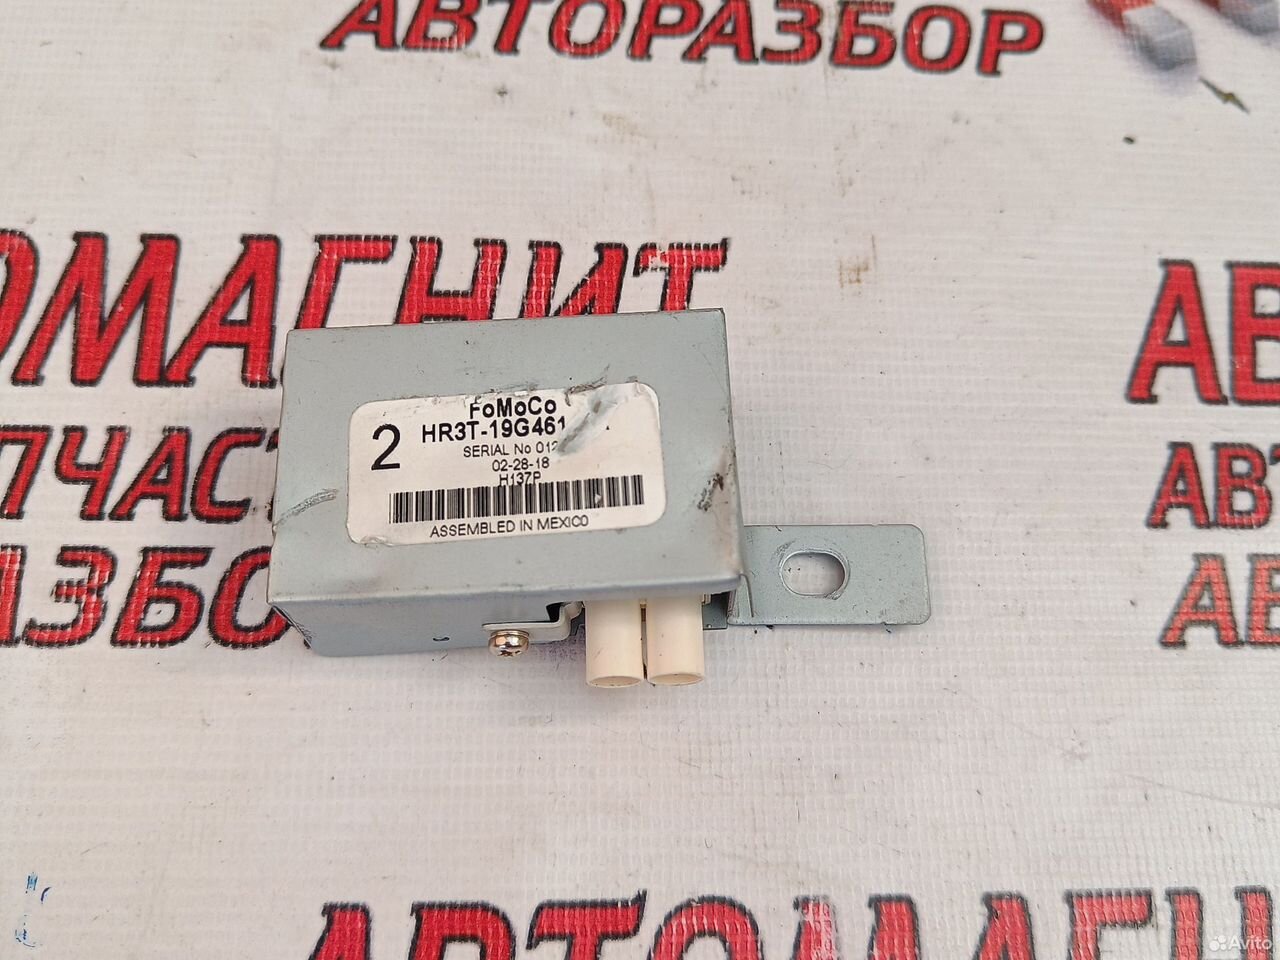 АВТОРАЗБОР
ОМАГНИТ
АВ
FoMoCo
2 HR3T-19G461
SERIAL No 012
02-28-18
H137P
ASSEMBLED IN MEXICO
ПЧАСТ
АВТ
АЗБО
АВ
АВТОМАГН
Avito